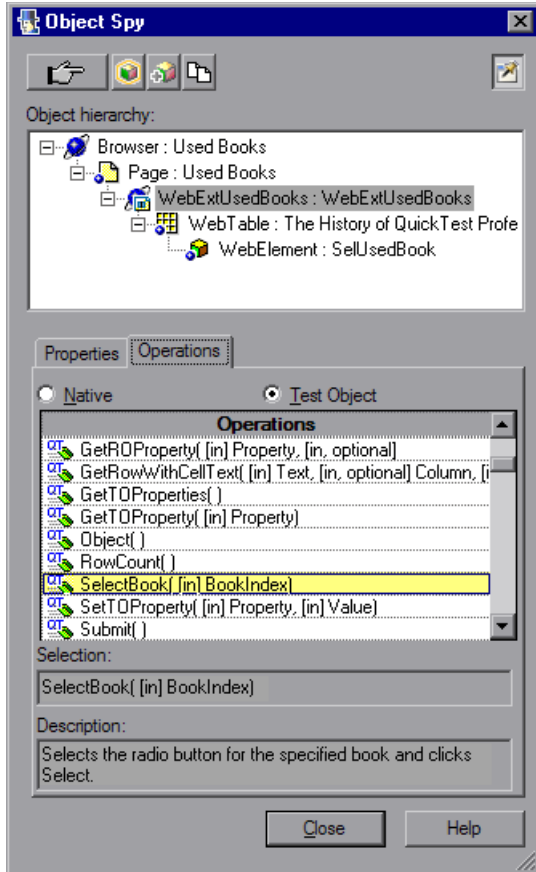 Object Spy
Object hierarchy:
Browser : Used Books
Page : Used Books
WebExtUsedBooks : WebExtUsedBooks
WebTable : The History of QuickTest Profe
WebElement : SellUsedBook
Properties
Operations
Native
Test Object
Operations
GetROProperty( [in] Property, [in, optional]
GetRowWithCellText( [in] Text, [in, optional] Column, [i
GetTOProperties( )
GetTOProperty( [in] Property)
Object( )
RowCount( )
SelectBook( [in] BookIndex)
SetTOProperty( [in] Property, [in] Value)
Submit( )
Selection:
SelectBook( [in] BookIndex)
Description:
Selects the radio button for the specified book and clicks
Select.
Close
Help